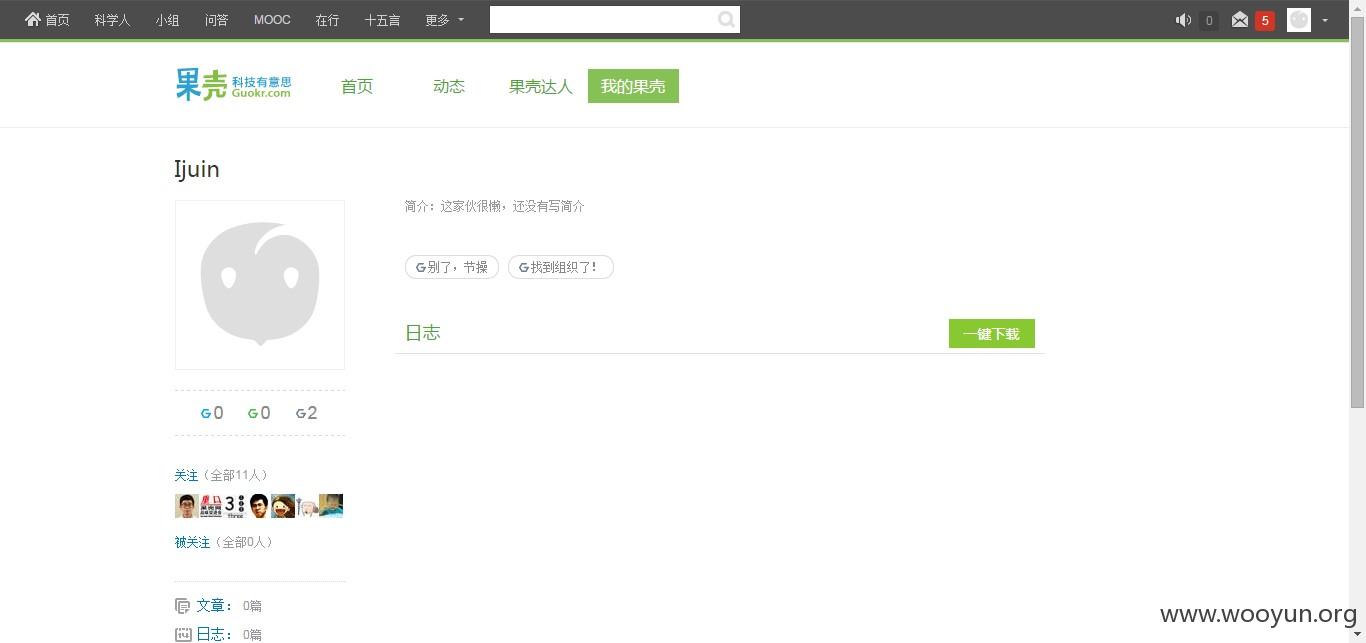 首页 科学人 小组 问答 MOOC 在行 十五言 更多 0 5
果壳 科技有意思 Guokr.com 首页 动态 果壳达人 我的果壳
Ijuin
简介：这家伙很懒，还没有写简介
G别了，节操 G找到组织了！
日志 一键下载
G0 G0 G2
关注（全部11人）
被关注（全部0人）
文章： 0篇
日志： 0篇
www.wooyun.org